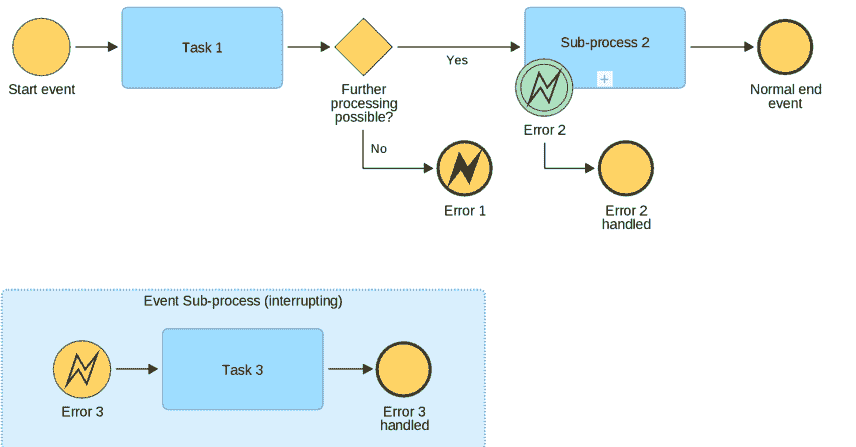 Task 1
Sub-process 2
Yes
+
Start event
Further
processing
possible?
Normal end
event
Error 2
No
Error 1
Error 2
handled
Event Sub-process (interrupting)
Task 3
Error 3
Error 3
handled